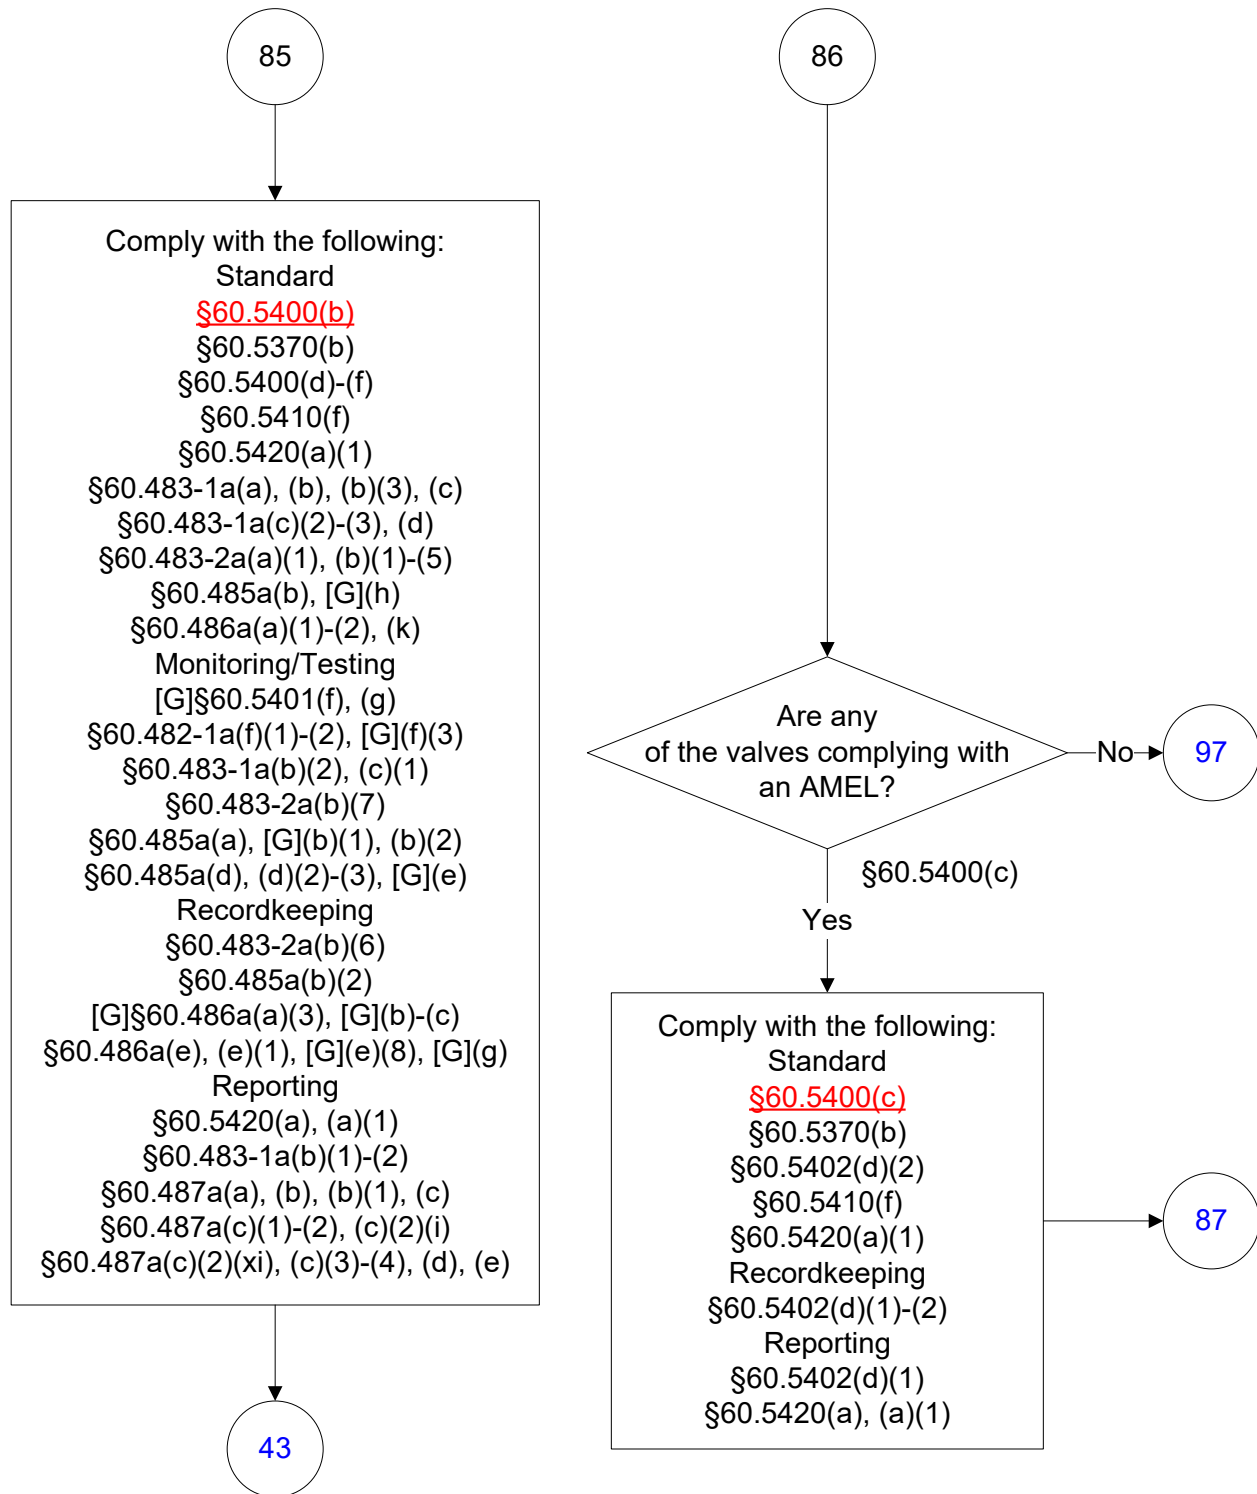 85
Comply with the following:
Standard
§60.5400(b)
§60.5370(b)
§60.5400(d)-(f)
§60.5410(f)
§60.5420(a)(1)
§60.483-1a(a), (b), (b)(3), (c)
§60.483-1a(c)(2)-(3), (d)
§60.483-2a(a)(1), (b)(1)-(5)
§60.485a(b), [G](h)
§60.486a(a)(1)-(2), (k)
Monitoring/Testing
[G]§60.5401(f), (g)
§60.482-1a(f)(1)-(2), [G](f)(3)
§60.483-1a(b)(2), (c)(1)
§60.483-2a(b)(7)
§60.485a(a), [G](b)(1), (b)(2)
§60.485a(d), (d)(2)-(3), [G](e)
Recordkeeping
§60.483-2a(b)(6)
§60.485a(b)(2)
[G]§60.486a(a)(3), [G](b)-(c)
§60.486a(e), (e)(1), [G](e)(8), [G](g)
Reporting
§60.5420(a), (a)(1)
§60.483-1a(b)(1)-(2)
§60.487a(a), (b), (b)(1), (c)
§60.487a(c)(1)-(2), (c)(2)(i)
§60.487a(c)(2)(xi), (c)(3)-(4), (d), (e)
43
86
Are any
of the valves complying with
an AMEL?
No
97
§60.5400(c)
Yes
Comply with the following:
Standard
§60.5400(c)
§60.5370(b)
§60.5402(d)(2)
§60.5410(f)
§60.5420(a)(1)
Recordkeeping
§60.5402(d)(1)-(2)
Reporting
§60.5402(d)(1)
§60.5420(a), (a)(1)
87